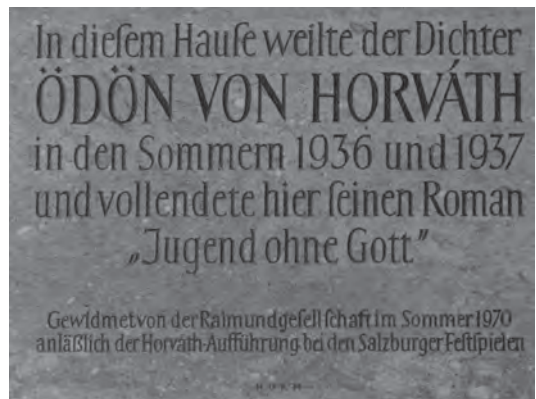 In dieſem Hauſe weilte der Dichter
ÖDÖN VON HORVÁTH
in den Sommern 1936 und 1937
und vollendete hier ſeinen Roman
„Jugend ohne Gott”
Gewidmet von der Raimundgeſellſchaft im Sommer 1970
anläßlich der Horváth-Aufführung bei den Salzburger Feſtſpielen